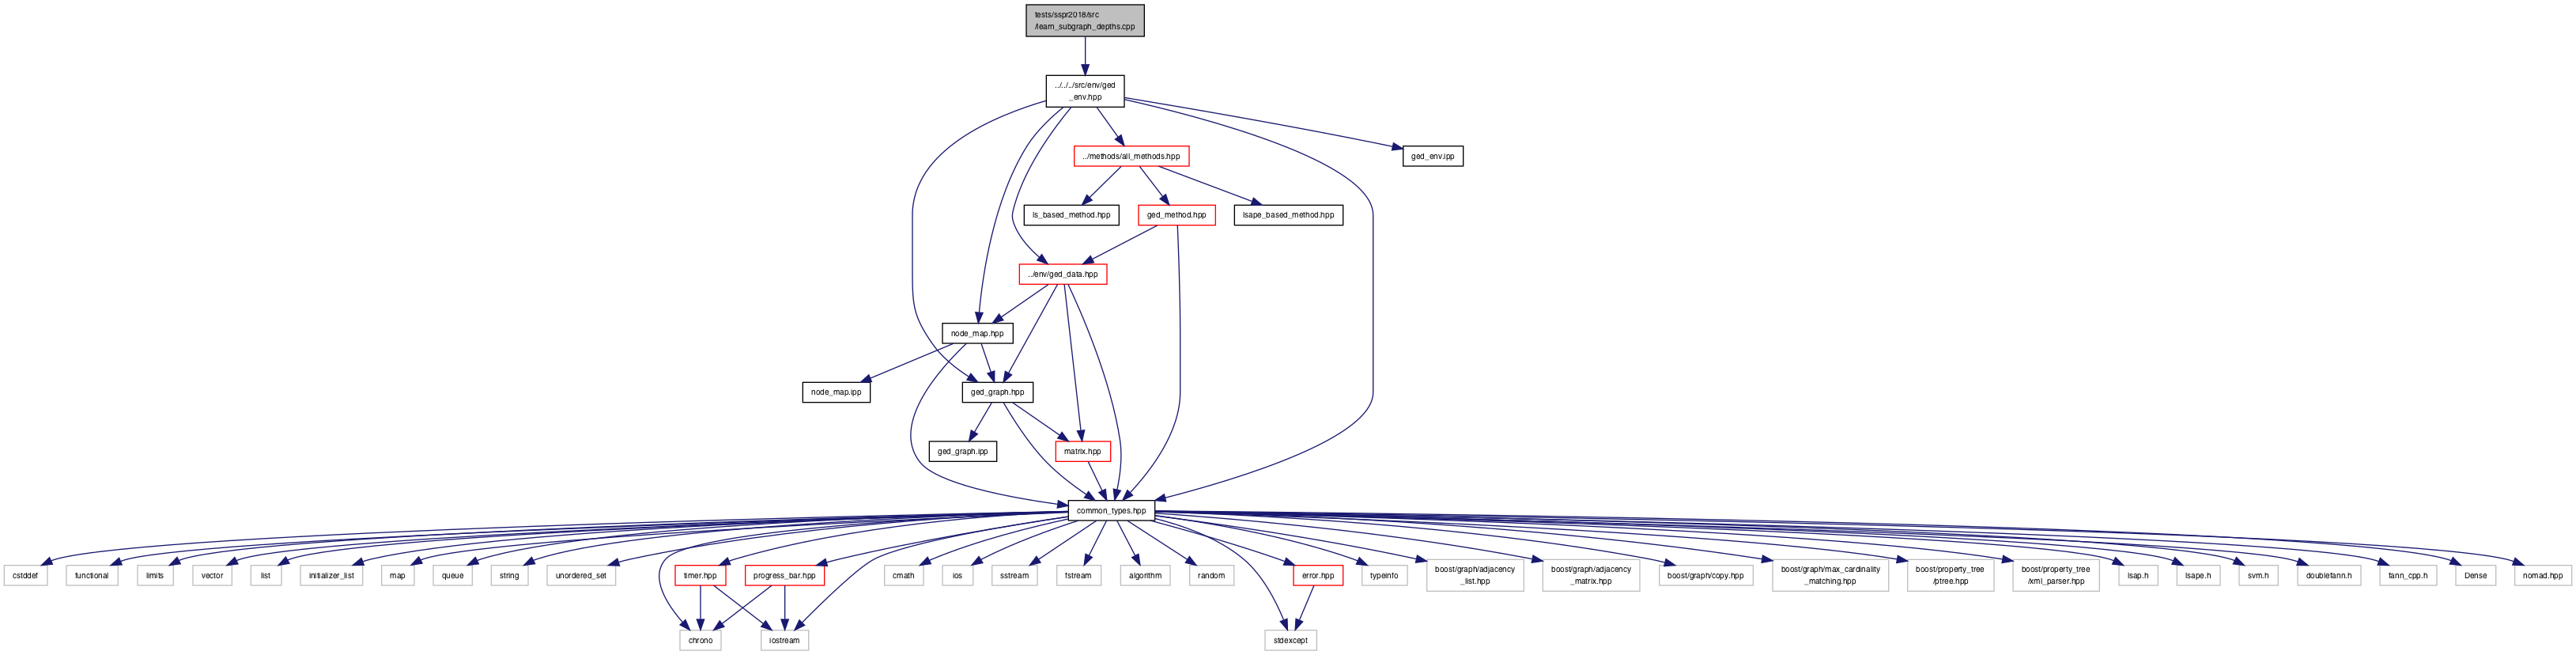 tests/sspr2018/src
/learn_subgraph_depths.cpp
../../../src/env/ged
_env.hpp
../methods/all_methods.hpp
ged_env.ipp
ls_based_method.hpp
ged_method.hpp
lsape_based_method.hpp
../env/ged_data.hpp
node_map.hpp
node_map.ipp
ged_graph.hpp
ged_graph.ipp
matrix.hpp
common_types.hpp
cstddef
functional
limits
vector
list
initializer_list
map
queue
string
unordered_set
timer.hpp
progress_bar.hpp
cmath
ios
sstream
fstream
algorithm
random
error.hpp
typeinfo
boost/graph/adjacency
_list.hpp
boost/graph/adjacency
_matrix.hpp
boost/graph/copy.hpp
boost/graph/max_cardinality
_matching.hpp
boost/property_tree
/ptree.hpp
boost/property_tree
/xml_parser.hpp
lsap.h
lsape.h
svm.h
doublefann.h
fann_cpp.h
Dense
nomad.hpp
chrono
iostream
stdexcept